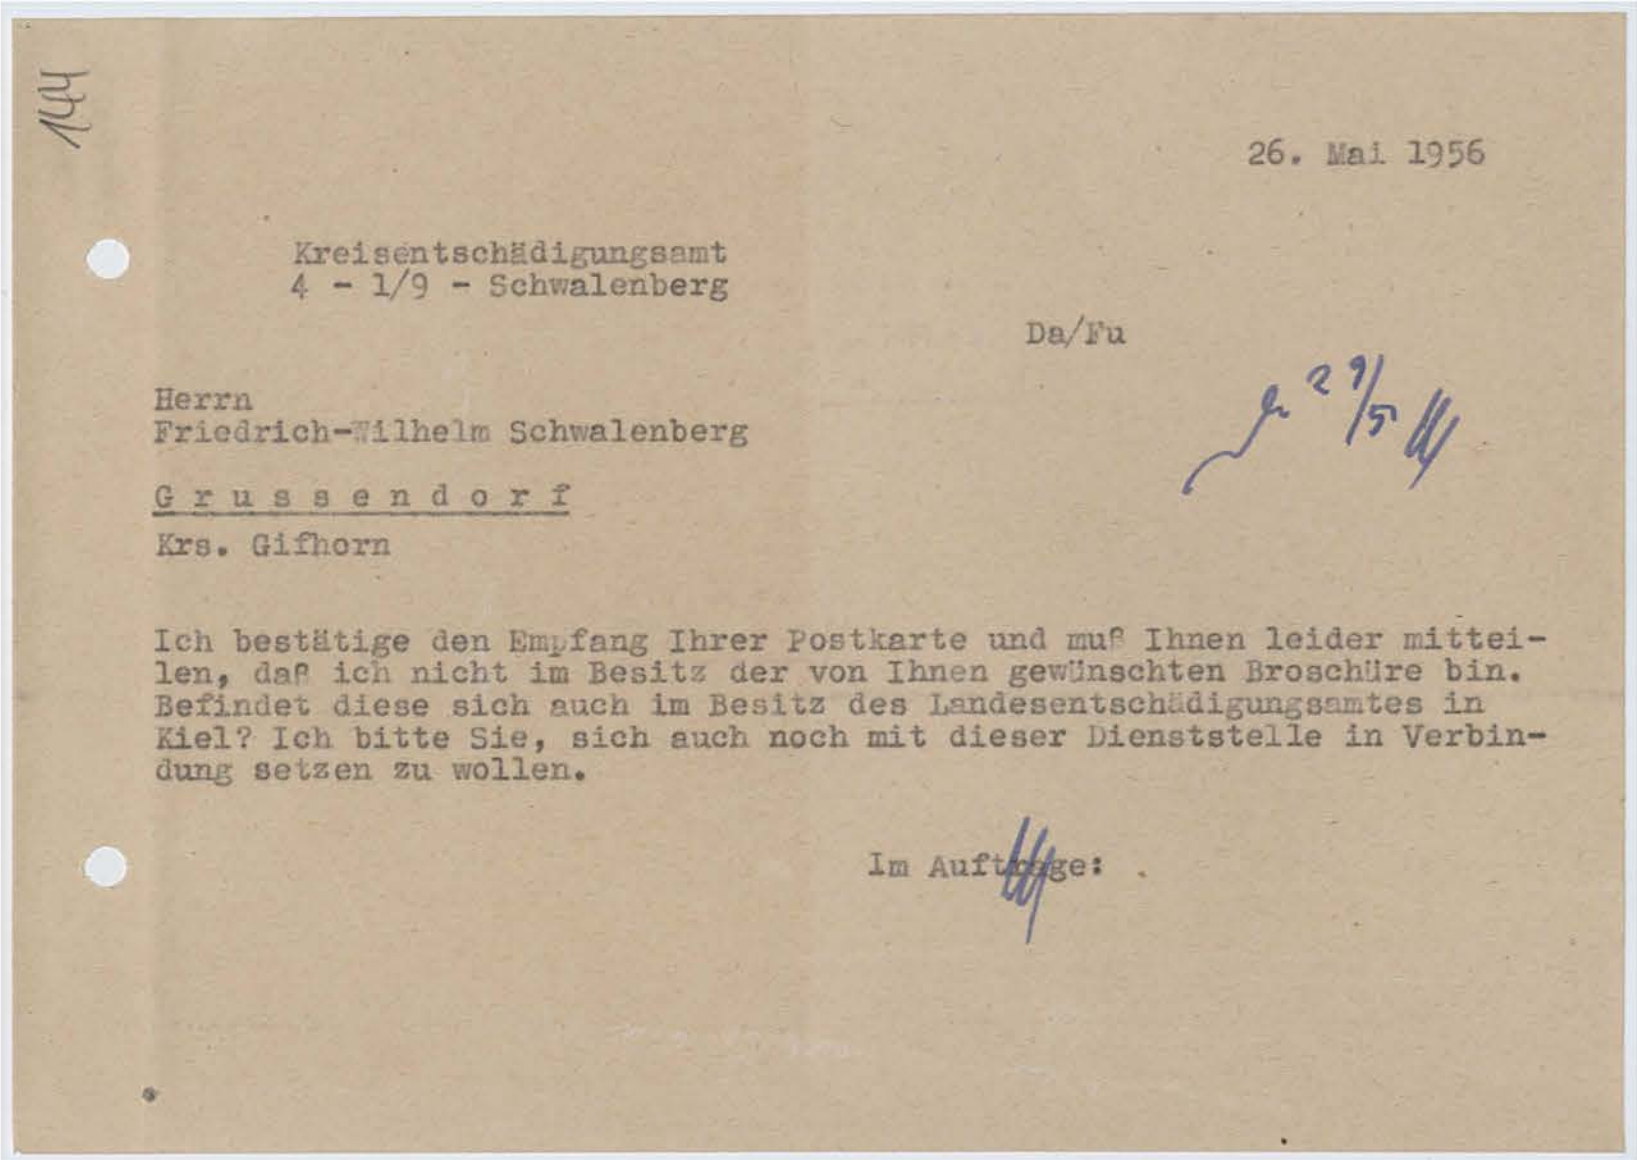 144
26. Mai 1956
Kreisentschädigungsamt
4 - 1/9 - Schwalenberg
Da/Fu
29/5
Herrn
Friedrich-Wilhelm Schwalenberg
G r u s s e n d o r f
Krs. Gifhorn
Ich bestätige den Empfang Ihrer Postkarte und muß Ihnen leider mittei-
len, daß ich nicht im Besitz der von Ihnen gewünschten Broschüre bin.
Befindet diese sich auch im Besitz des Landesentschädigungsamtes in
Kiel? Ich bitte Sie, sich auch noch mit dieser Dienststelle in Verbin-
dung setzen zu wollen.
Im Auftrage: